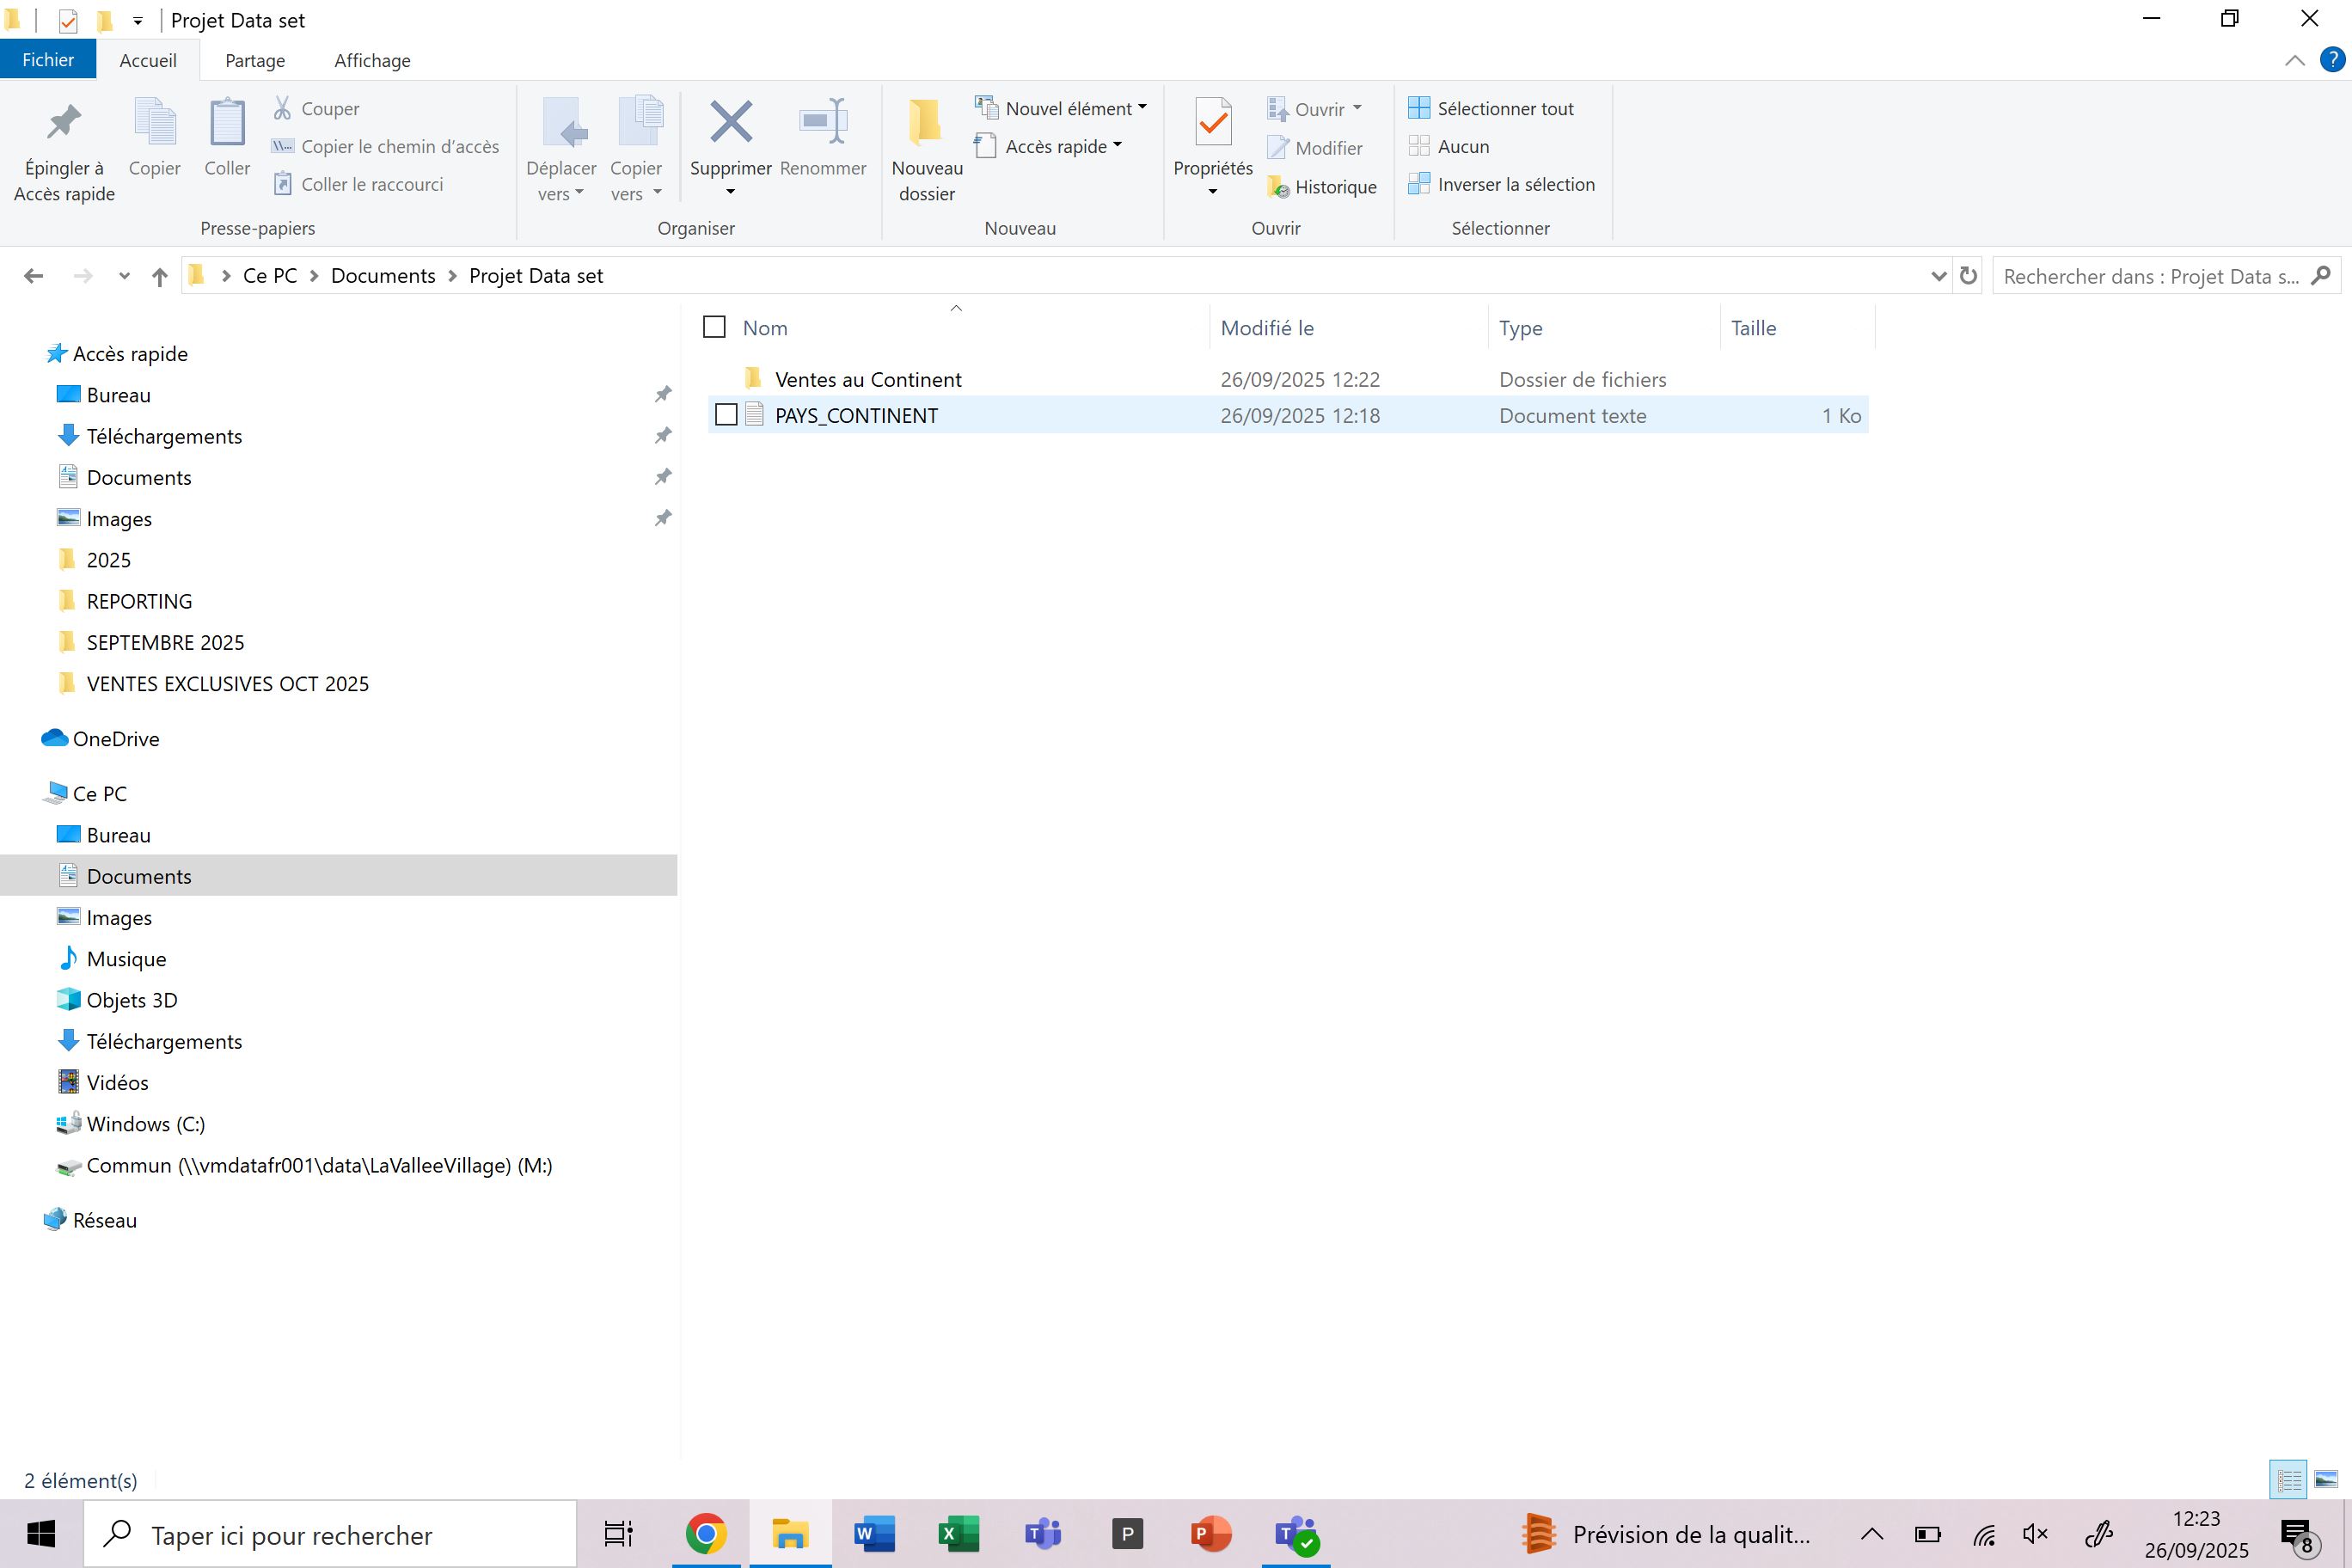 Projet Data set
Fichier Accueil Partage Affichage ?
Épingler à Accès rapide
Copier
Coller
Couper
Copier le chemin d'accès
Coller le raccourci
Presse-papiers
Déplacer vers
Copier vers
Supprimer
Renommer
Organiser
Nouveau dossier
Nouvel élément
Accès rapide
Nouveau
Propriétés
Ouvrir
Modifier
Historique
Ouvrir
Sélectionner tout
Aucun
Inverser la sélection
Sélectionner
Ce PC > Documents > Projet Data set
Rechercher dans : Projet Data s...
Accès rapide
Bureau
Téléchargements
Documents
Images
2025
REPORTING
SEPTEMBRE 2025
VENTES EXCLUSIVES OCT 2025
OneDrive
Ce PC
Bureau
Documents
Images
Musique
Objets 3D
Téléchargements
Vidéos
Windows (C:)
Commun (\\vmdatafr001\data\LaValleeVillage) (M:)
Réseau
Nom Modifié le Type Taille
Ventes au Continent 26/09/2025 12:22 Dossier de fichiers
PAYS_CONTINENT 26/09/2025 12:18 Document texte 1 Ko
2 élément(s)
Taper ici pour rechercher
W
X
T
P
P
T
Prévision de la qualit...
12:23
26/09/2025
8